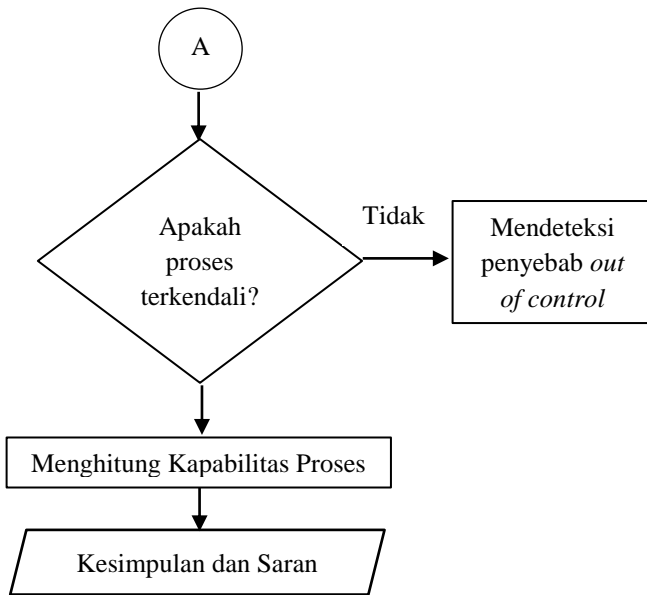 A
Apakah
proses
terkendali?
Tidak
Mendeteksi
penyebab out
of control
Menghitung Kapabilitas Proses
Kesimpulan dan Saran